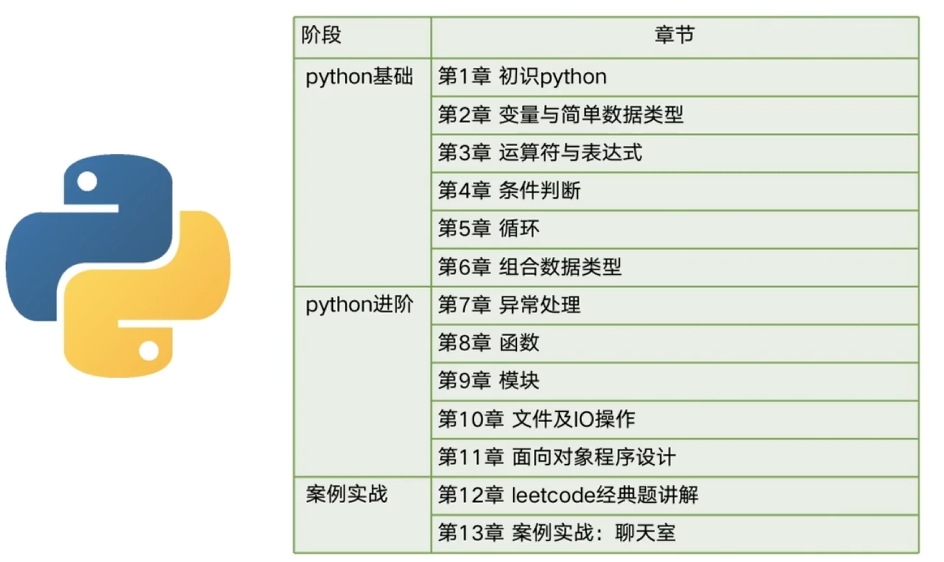 阶段 章节
python基础 第1章 初识python
第2章 变量与简单数据类型
第3章 运算符与表达式
第4章 条件判断
第5章 循环
第6章 组合数据类型
python进阶 第7章 异常处理
第8章 函数
第9章 模块
第10章 文件及IO操作
第11章 面向对象程序设计
案例实战 第12章 leetcode经典题讲解
第13章 案例实战：聊天室